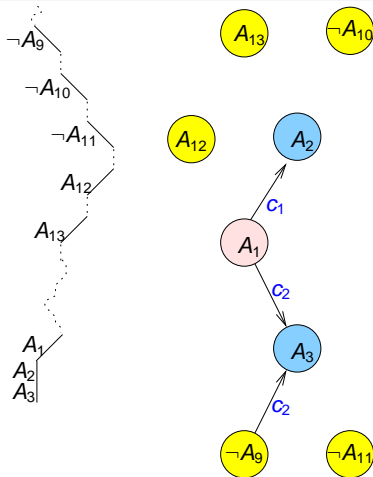 ¬A₉
¬A₁₀
¬A₁₁
A₁₂
A₁₃
A₁
A₂
A₃
A₁₃
¬A₁₀
A₁₂
A₂
c₁
A₁
c₂
A₃
c₂
¬A₉
¬A₁₁